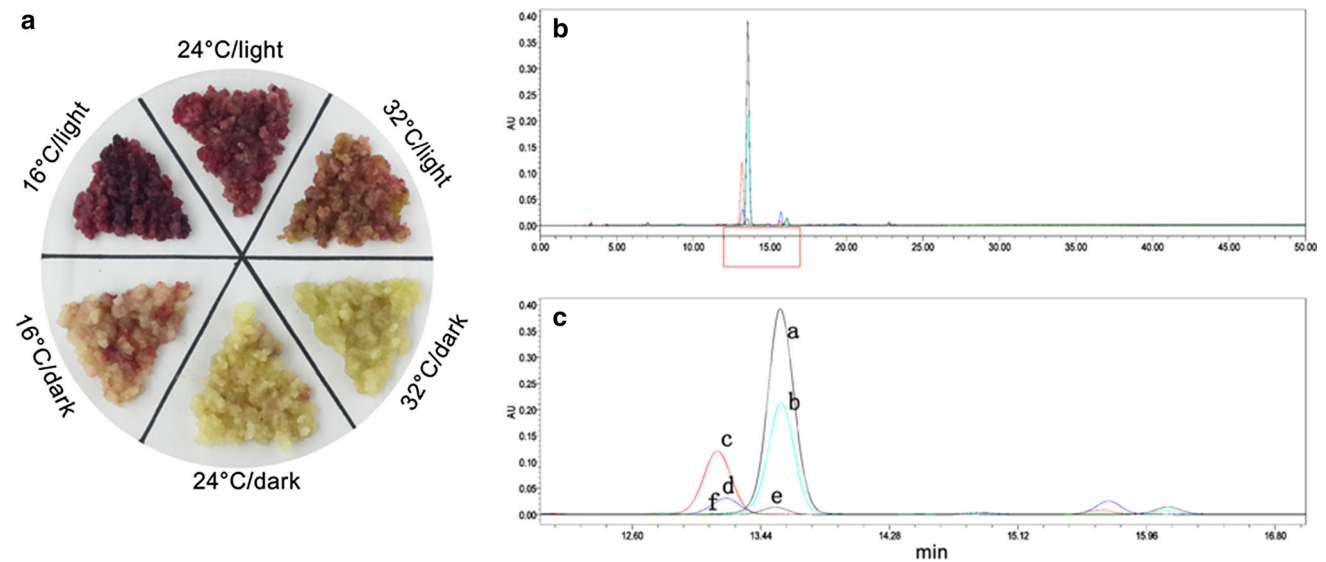 a
24°C/light
32°C/light
32°C/dark
24°C/dark
16°C/dark
16°C/light
b
AU
0.40
0.35
0.30
0.25
0.20
0.15
0.10
0.05
0.00
0.00 5.00 10.00 15.00 20.00 25.00 30.00 35.00 40.00 45.00 50.00
c
AU
0.40
0.35
0.30
0.25
0.20
0.15
0.10
0.05
0.00
a
b
c
d
e
f
12.60 13.44 14.28 15.12 15.96 16.80
min